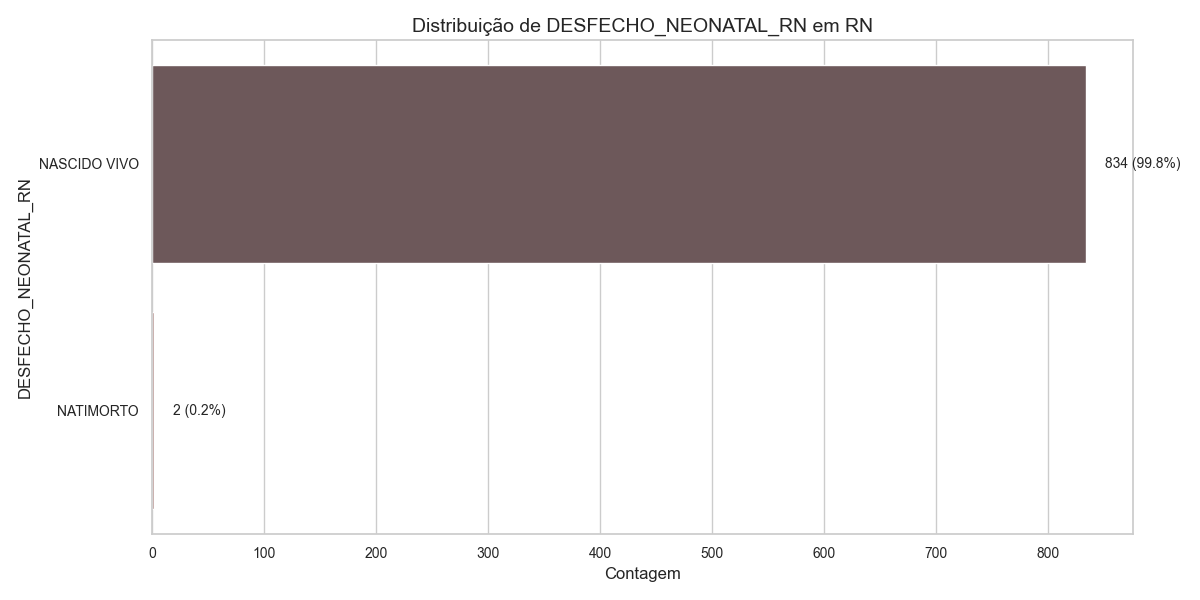 Distribuição de DESFECHO_NEONATAL_RN em RN
DESFECHO_NEONATAL_RN
NASCIDO VIVO
834 (99.8%)
NATIMORTO
2 (0.2%)
0 100 200 300 400 500 600 700 800
Contagem